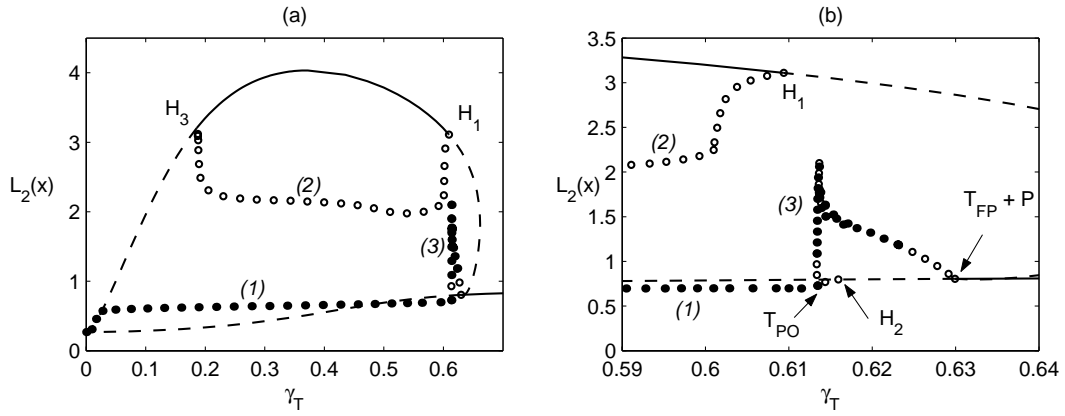 (a)
4
3
2
1
0
L2(x)
H3
H1
(2)
(3)
(1)
0
0.1
0.2
0.3
0.4
0.5
0.6
γT
(b)
3.5
3
2.5
2
1.5
1
0.5
0
L2(x)
H1
(2)
(3)
TFP + P
(1)
TPO
H2
0.59
0.6
0.61
0.62
0.63
0.64
γT